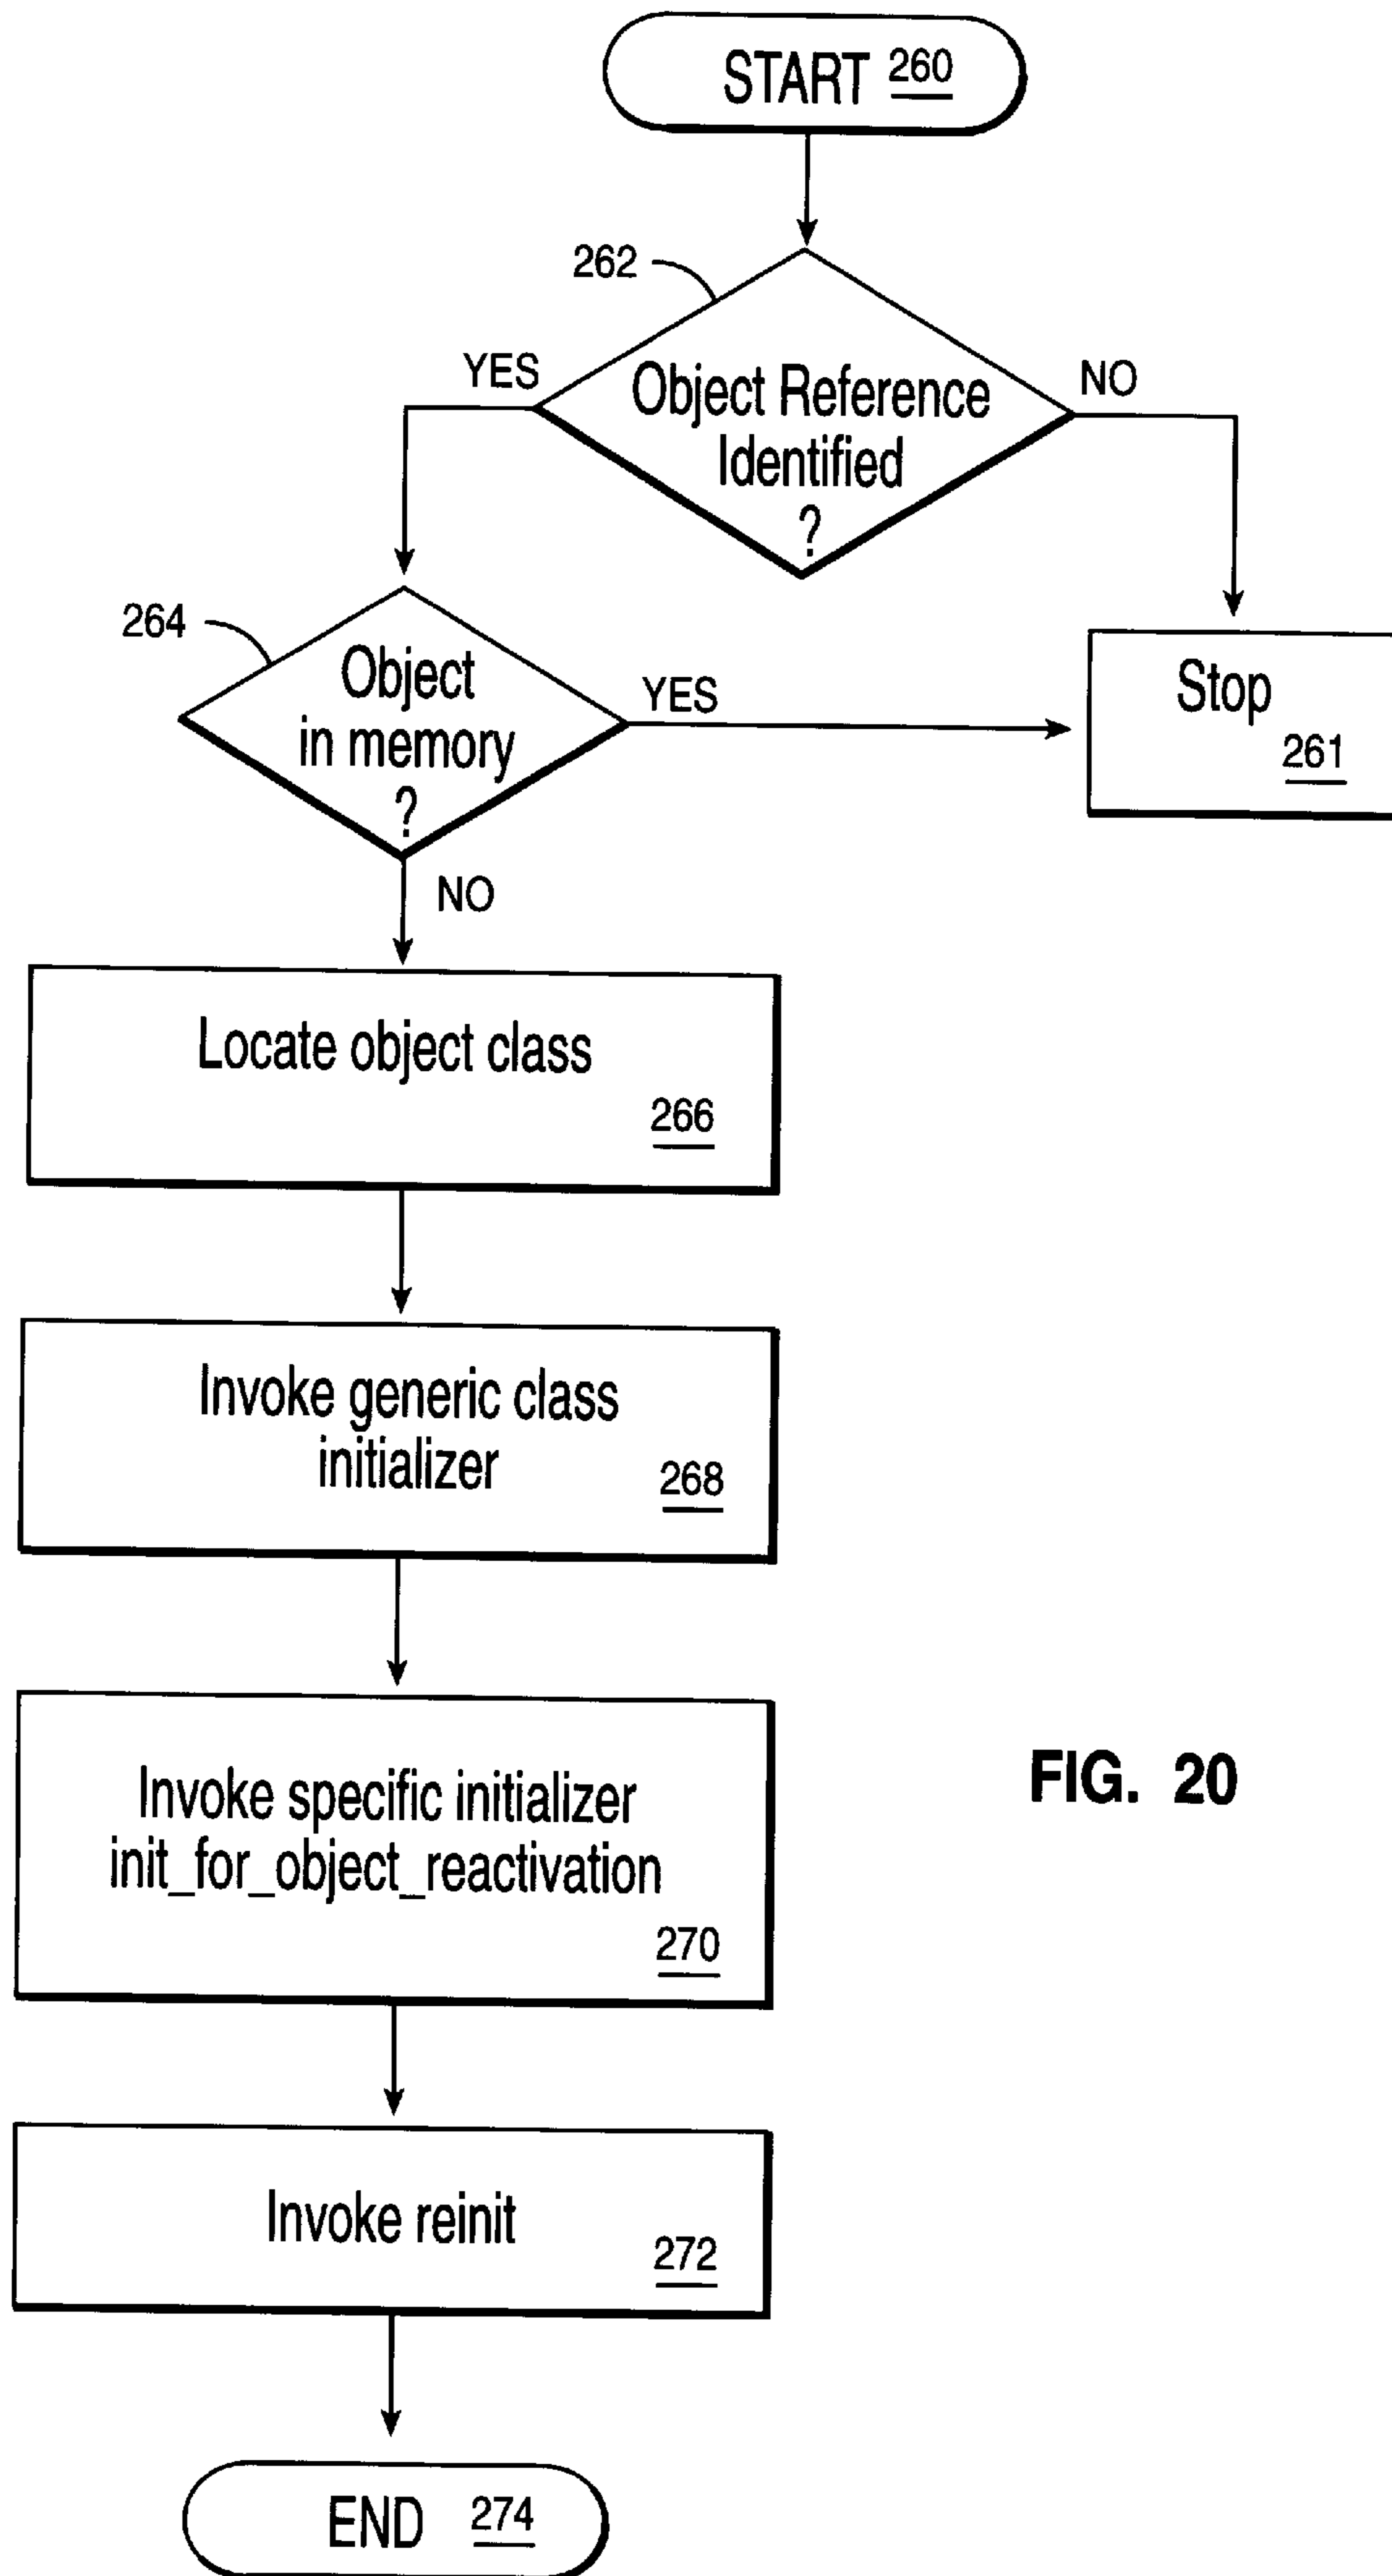 START 260
262
YES
NO
Object Reference
Identified
?
264
Object
in memory
?
YES
Stop
261
NO
Locate object class
266
Invoke generic class
initializer
268
Invoke specific initializer
init_for_object_reactivation
270
FIG. 20
Invoke reinit
272
END 274